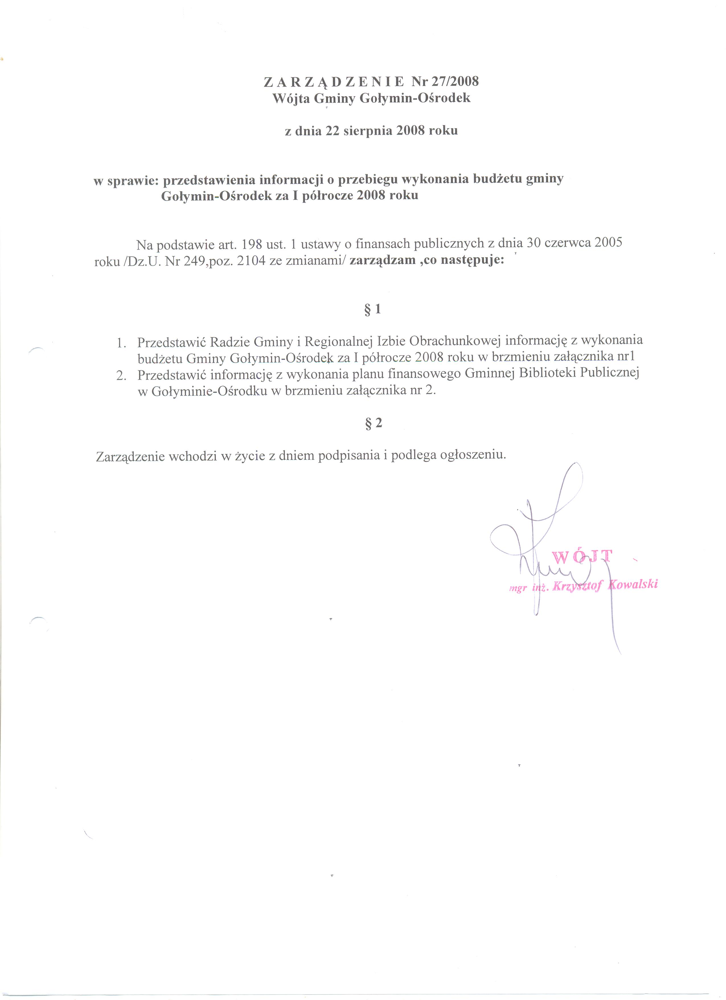 Z A R Z Ą D Z E N I E Nr 27/2008
Wójta Gminy Gołymin-Ośrodek
z dnia 22 sierpnia 2008 roku
w sprawie: przedstawienia informacji o przebiegu wykonania budżetu gminy
Gołymin-Ośrodek za I półrocze 2008 roku
Na podstawie art. 198 ust. 1 ustawy o finansach publicznych z dnia 30 czerwca 2005
roku /Dz.U. Nr 249,poz. 2104 ze zmianami/ zarządzam ,co następuje:
§ 1
1. Przedstawić Radzie Gminy i Regionalnej Izbie Obrachunkowej informację z wykonania
budżetu Gminy Gołymin-Ośrodek za I półrocze 2008 roku w brzmieniu załącznika nr1
2. Przedstawić informację z wykonania planu finansowego Gminnej Biblioteki Publicznej
w Gołyminie-Ośrodku w brzmieniu załącznika nr 2.
§ 2
Zarządzenie wchodzi w życie z dniem podpisania i podlega ogłoszeniu.
WÓJT
mgr inż. Krzysztof Kowalski